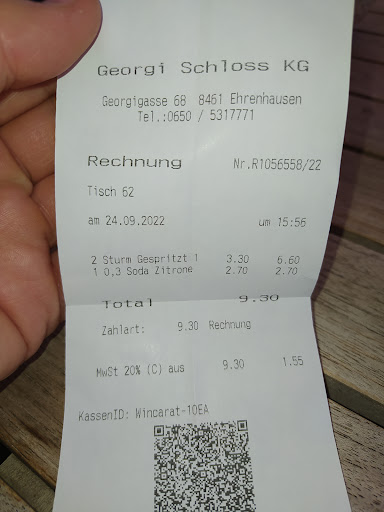 Georgi Schloss KG
Georgigasse 68 8461 Ehrenhausen
Tel.:0650 / 5317771
Rechnung Nr.R1056558/22
Tisch 62
am 24.09.2022 um 15:56
2 Sturm Gespritzt 1 3.30 6.60
1 0,3 Soda Zitrone 2.70 2.70
Total 9.30
Zahlart: 9.30 Rechnung
MwSt 20% (C) aus 9.30 1.55
KassenID: Wincarat-10EA